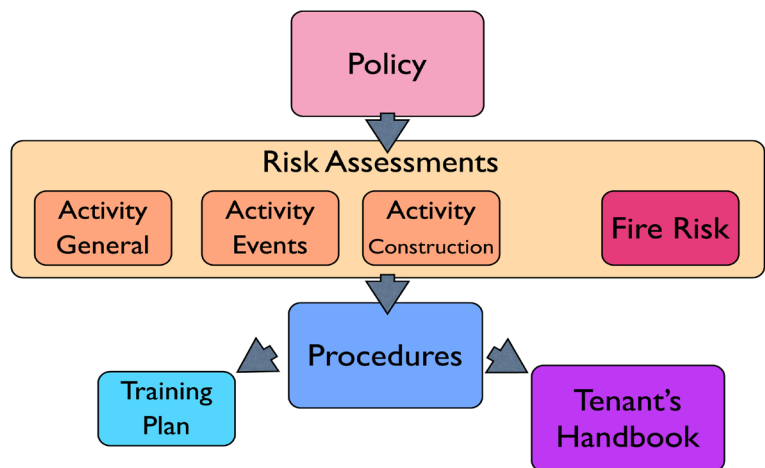 Policy
Risk Assessments
Activity
General
Activity
Events
Activity
Construction
Fire Risk
Procedures
Training
Plan
Tenant's
Handbook